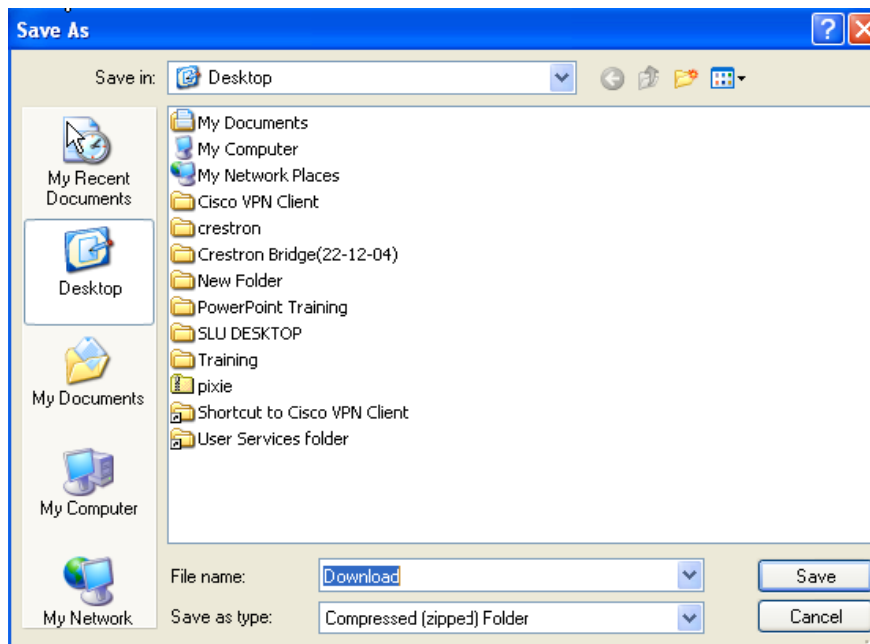 Save As
Save in:
Desktop
My Recent
Documents
Desktop
My Documents
My Computer
My Network
My Documents
My Computer
My Network Places
Cisco VPN Client
crestron
Crestron Bridge(22-12-04)
New Folder
PowerPoint Training
SLU DESKTOP
Training
pixie
Shortcut to Cisco VPN Client
User Services folder
File name:
Download
Save
Save as type:
Compressed (zipped) Folder
Cancel